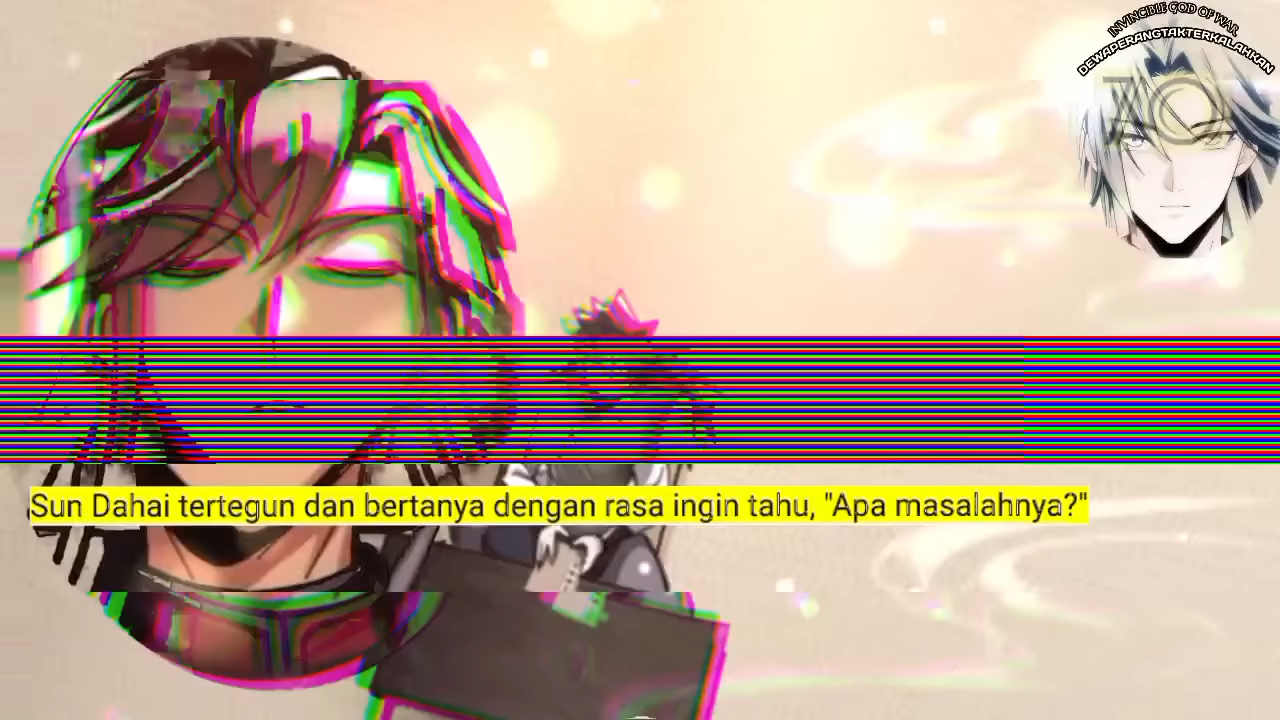 INVINCIBLE GOD OF WAR
DEWAPERANGTAKTERKALAHKAN
Sun Dahai tertegun dan bertanya dengan rasa ingin tahu, "Apa masalahnya?"